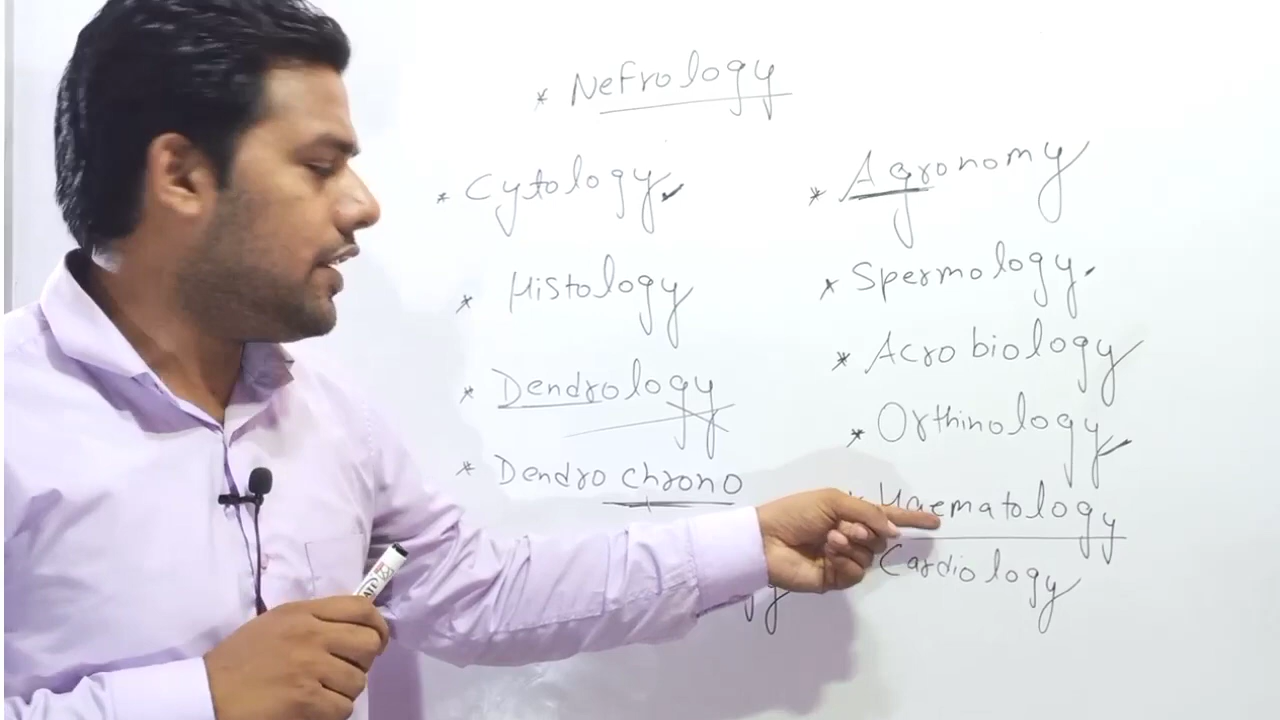 * Nefrology
* Cytology
* Histology
* Dendrology
* Dendro chrono
* Agronomy
* Spermology.
* Acrobiology
* Orthinology
* Haematology
Cardiology